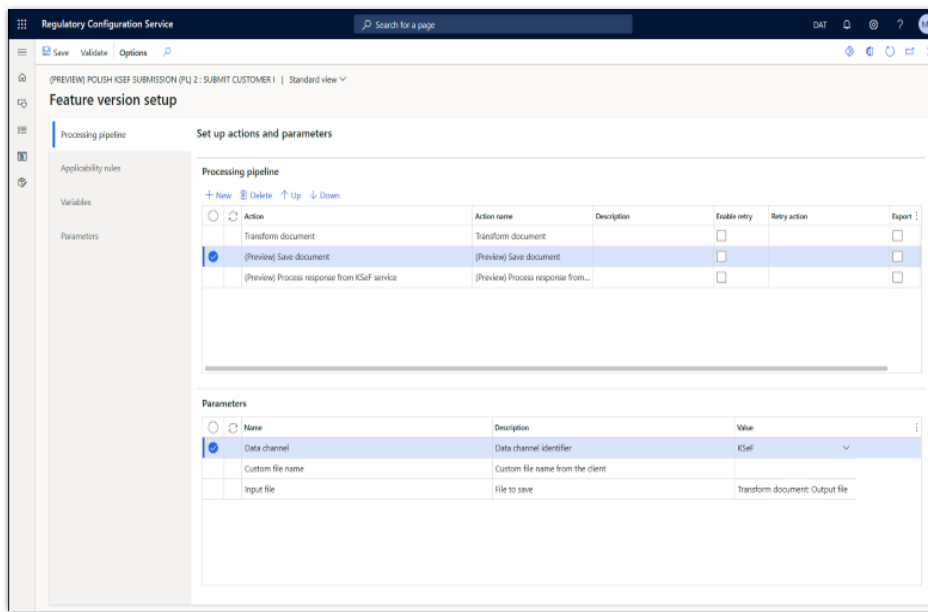 Regulatory Configuration Service
Search for a page
DAT
?
Save Validate Options
(PREVIEW) POLISH KSEF SUBMISSION (PL) 2 : SUBMIT CUSTOMER I | Standard view
Feature version setup
Processing pipeline
Applicability rules
Variables
Parameters
Set up actions and parameters
Processing pipeline
+ New Delete ↑ Up ↓ Down
Action Action name Description Enable retry Retry action Export
Transform document Transform document
(Preview) Save document (Preview) Save document
(Preview) Process response from KSeF service (Preview) Process response from...
Parameters
Name Description Value
Data channel Data channel identifier KSeF
Custom file name Custom file name from the client
Input file File to save Transform document: Output file